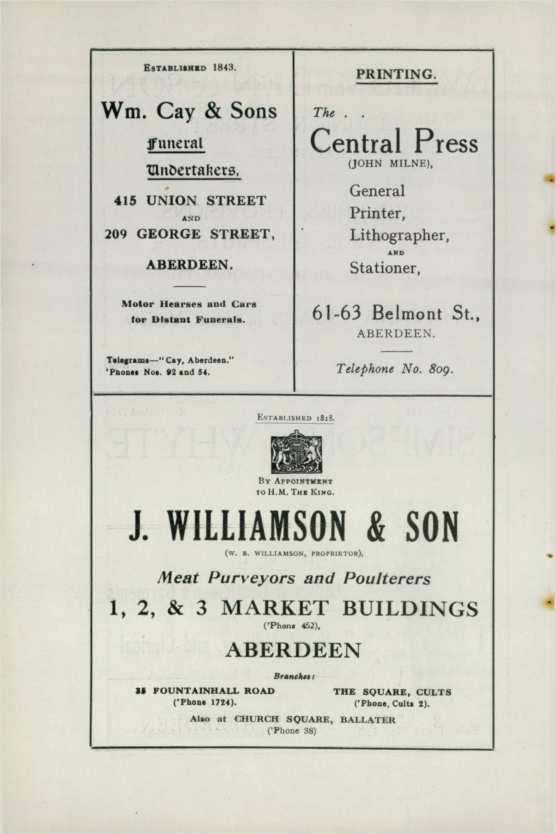 ESTABLISHED 1843.
Wm. Cay & Sons
Funeral
Undertakers,
415 UNION STREET
AND
209 GEORGE STREET,
ABERDEEN.
Motor Hearses and Cars
for Distant Funerals.
Telegrams—"Cay, Aberdeen."
'Phones Nos. 92 and 54.
PRINTING.
The . .
Central Press
(JOHN MILNE),
General
Printer,
Lithographer,
AND
Stationer,
61-63 Belmont St.,
ABERDEEN.
Telephone No. 809.
ESTABLISHED 1818.
BY APPOINTMENT
TO H.M. THE KING.
J. WILLIAMSON & SON
(W. B. WILLIAMSON, PROPRIETOR),
Meat Purveyors and Poulterers
1, 2, & 3 MARKET BUILDINGS
('Phone 452),
ABERDEEN
Branches:
35 FOUNTAINHALL ROAD
('Phone 1724).
THE SQUARE, CULTS
('Phone, Cults 2).
Also at CHURCH SQUARE, BALLATER
('Phone 38)